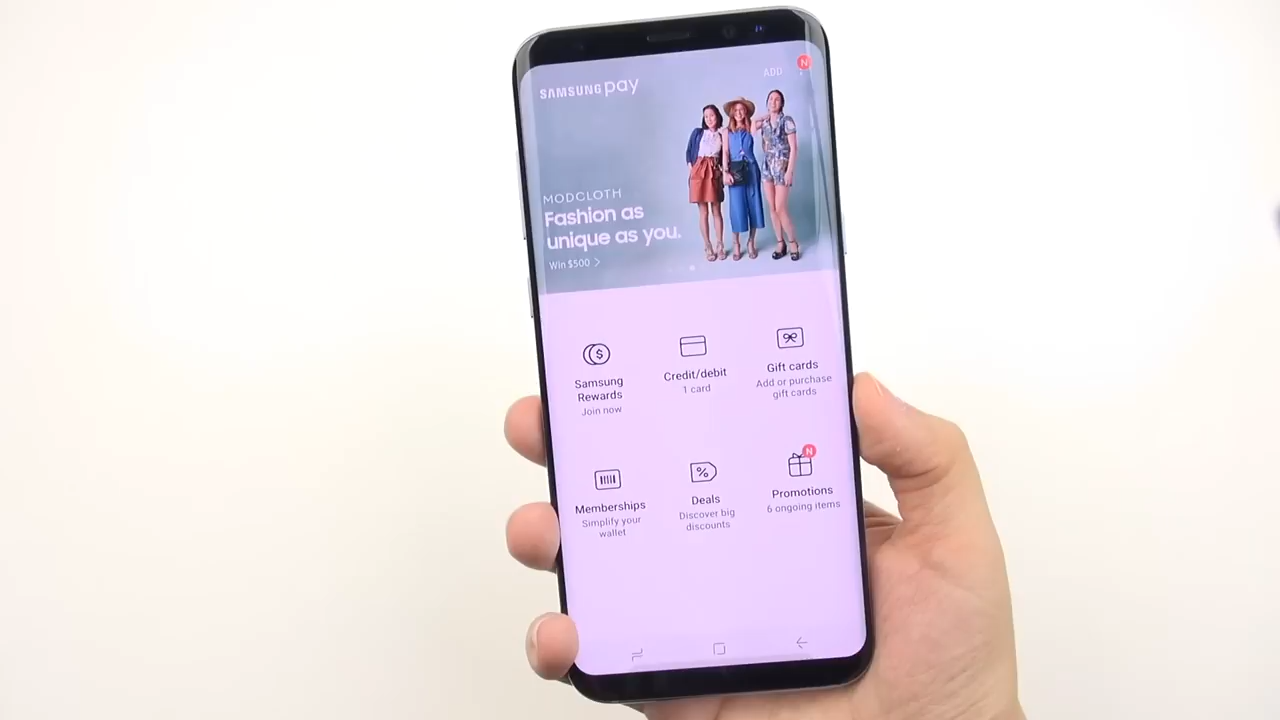 SAMSUNG pay
ADD
N
MODCLOTH
Fashion as
unique as you.
Win $500 >
Samsung
Rewards
Join now
Credit/debit
1 card
Gift cards
Add or purchase
gift cards
Memberships
Simplify your
wallet
%
Deals
Discover big
discounts
N
Promotions
6 ongoing items